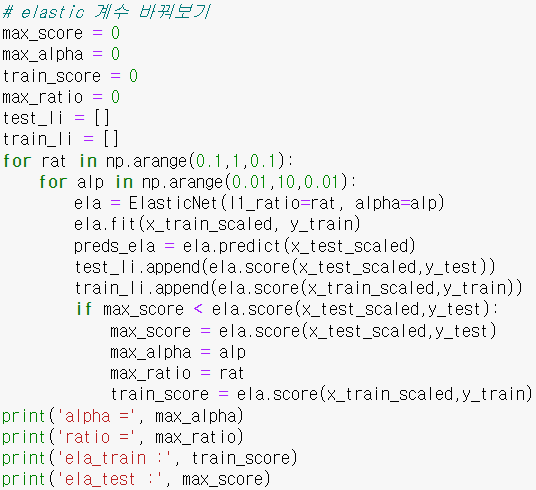 # elastic 계수 바꿔보기
max_score = 0
max_alpha = 0
train_score = 0
max_ratio = 0
test_li = []
train_li = []
for rat in np.arange(0.1,1,0.1):
    for alp in np.arange(0.01,10,0.01):
        ela = ElasticNet(l1_ratio=rat, alpha=alp)
        ela.fit(x_train_scaled, y_train)
        preds_ela = ela.predict(x_test_scaled)
        test_li.append(ela.score(x_test_scaled,y_test))
        train_li.append(ela.score(x_train_scaled,y_train))
        if max_score < ela.score(x_test_scaled,y_test):
            max_score = ela.score(x_test_scaled,y_test)
            max_alpha = alp
            max_ratio = rat
            train_score = ela.score(x_train_scaled,y_train)
print('alpha =', max_alpha)
print('ratio =', max_ratio)
print('ela_train :', train_score)
print('ela_test :', max_score)